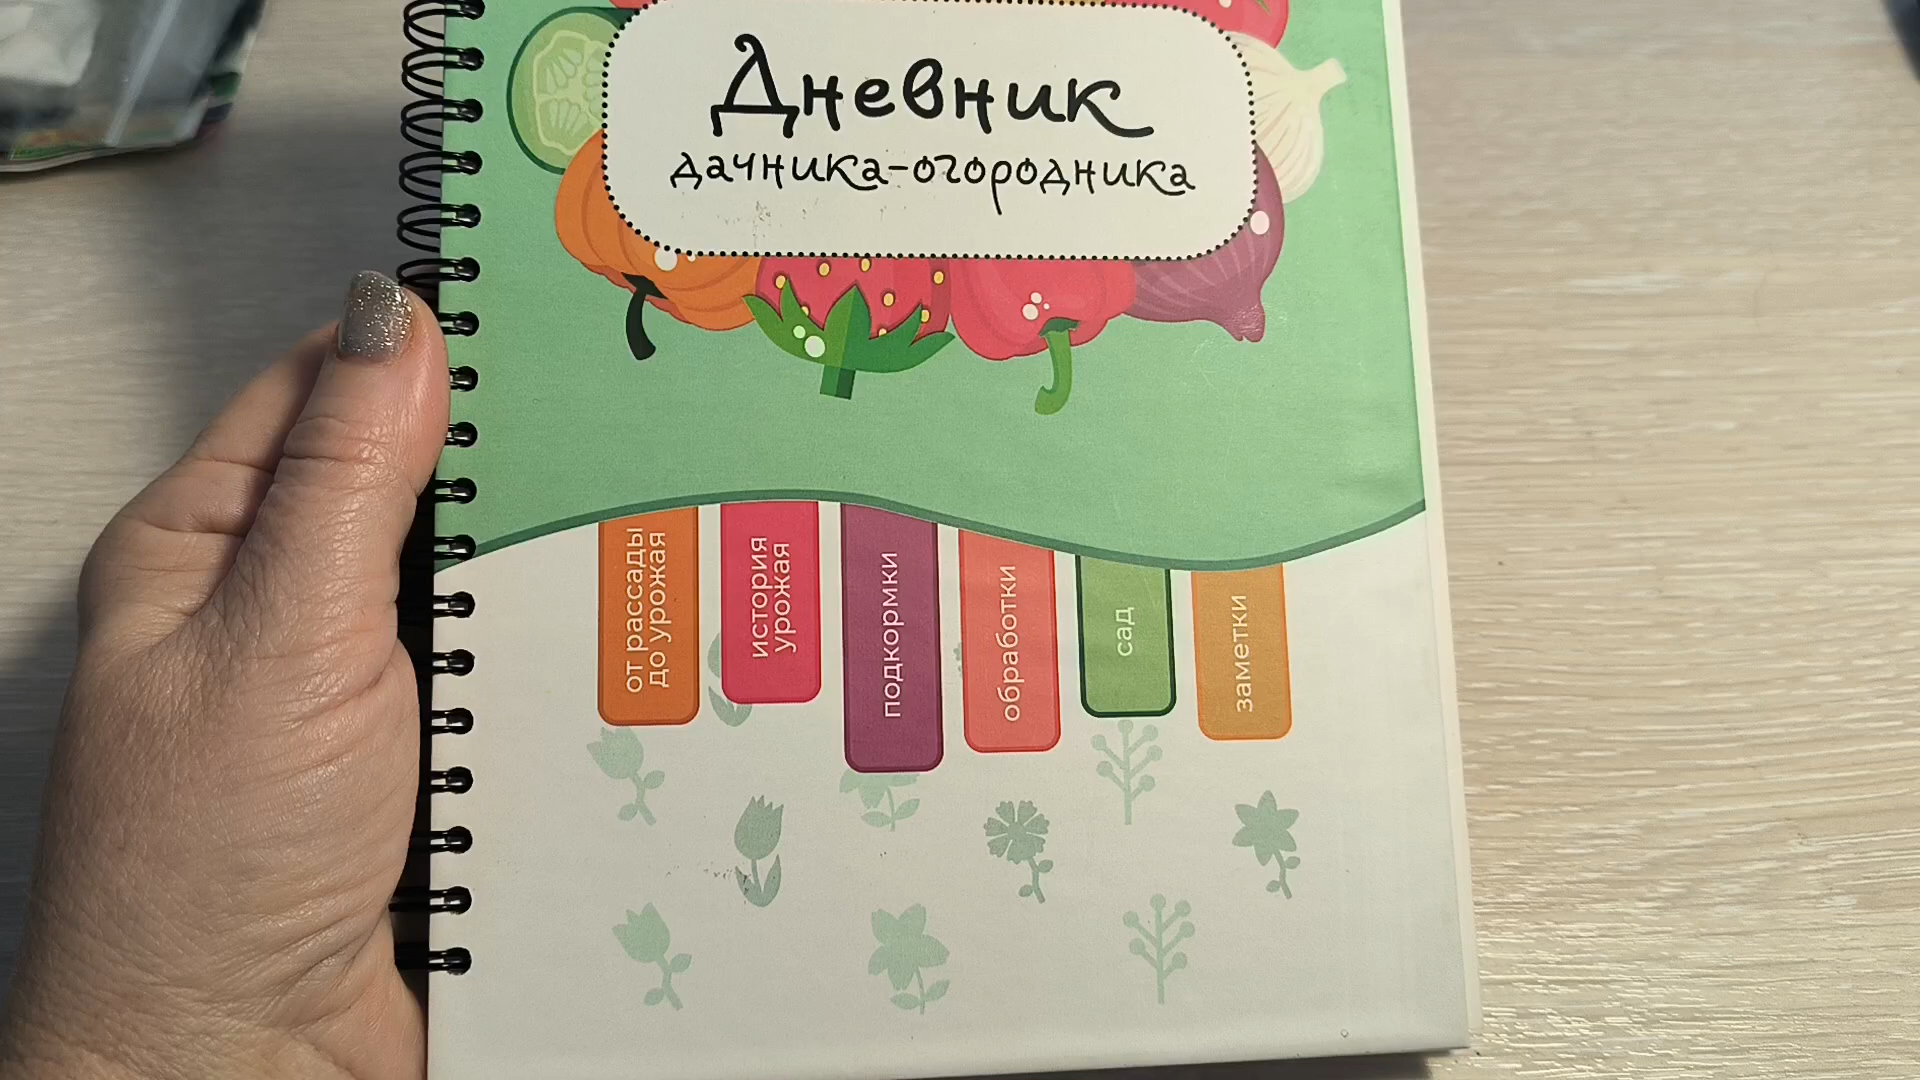 Дневник
дачника-огородника
от рассады
до урожая
история
урожая
подкормки
обработки
сад
заметки